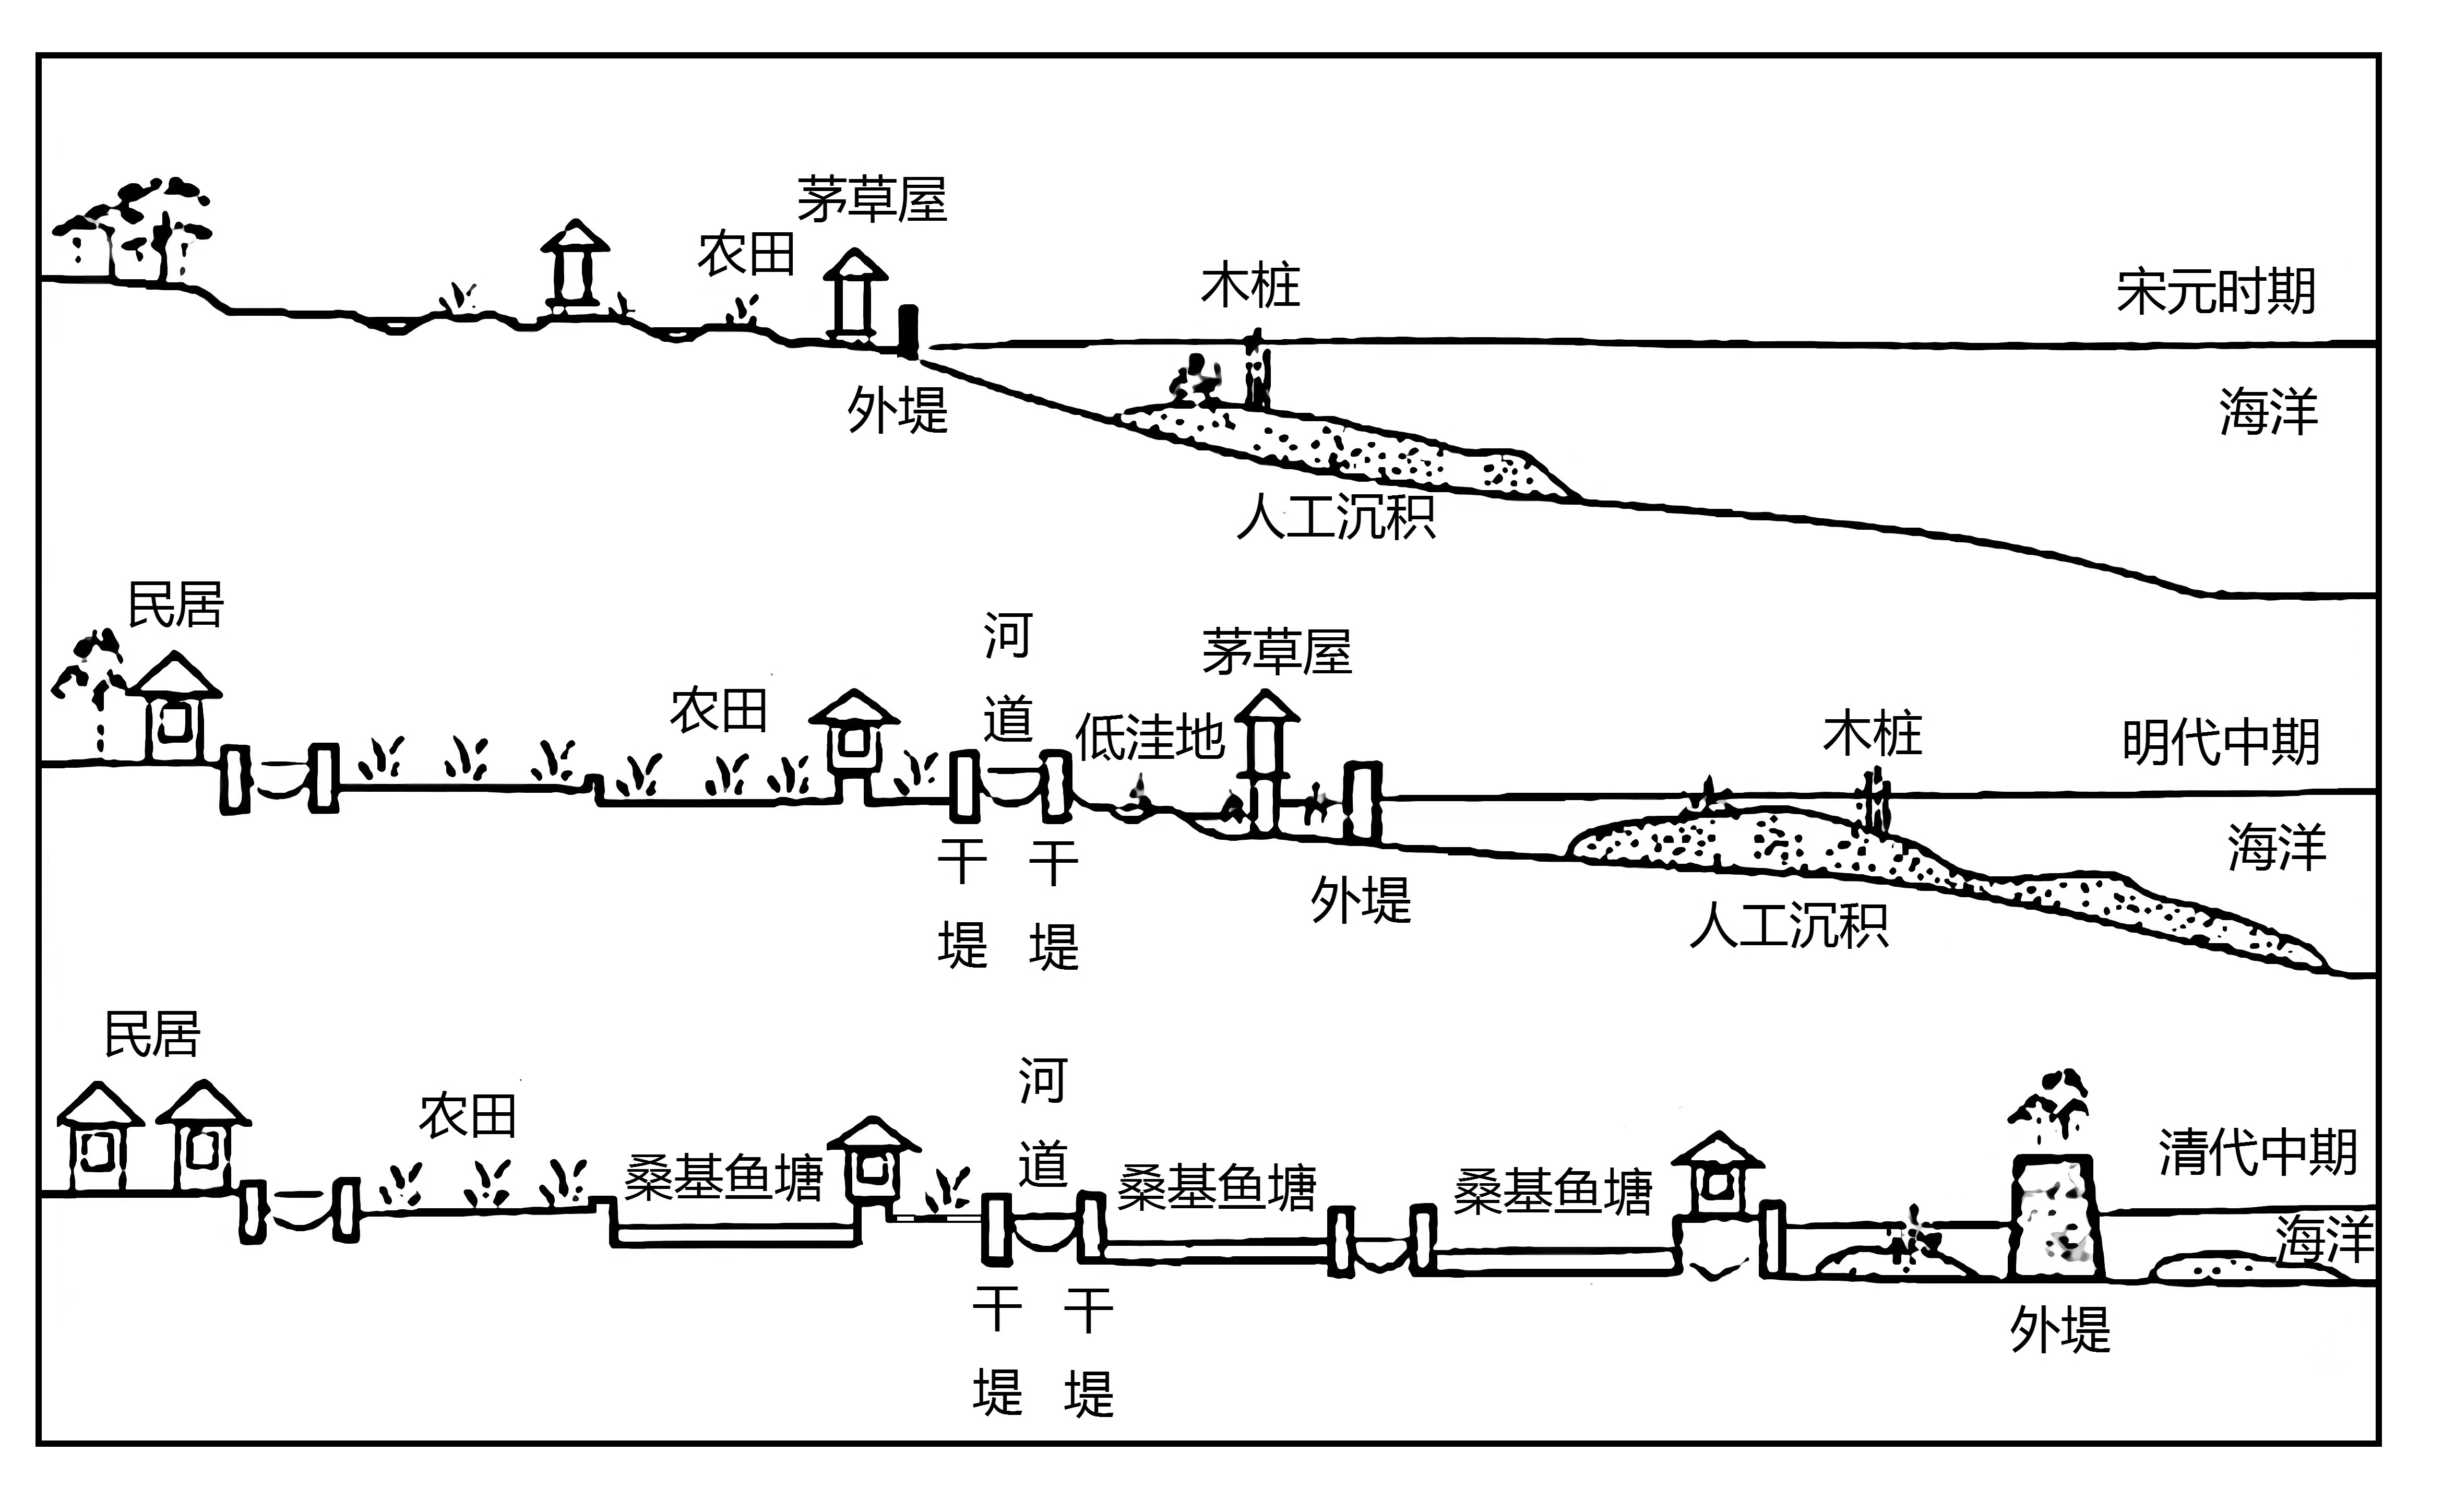 茅草屋
农田
木桩
宋元时期
外堤
海洋
人工沉积
民居
农田
河道
低洼地
茅草屋
木桩
明代中期
干堤
干堤
外堤
人工沉积
海洋
民居
农田
桑基鱼塘
河道
桑基鱼塘
桑基鱼塘
清代中期
海洋
干堤
干堤
外堤